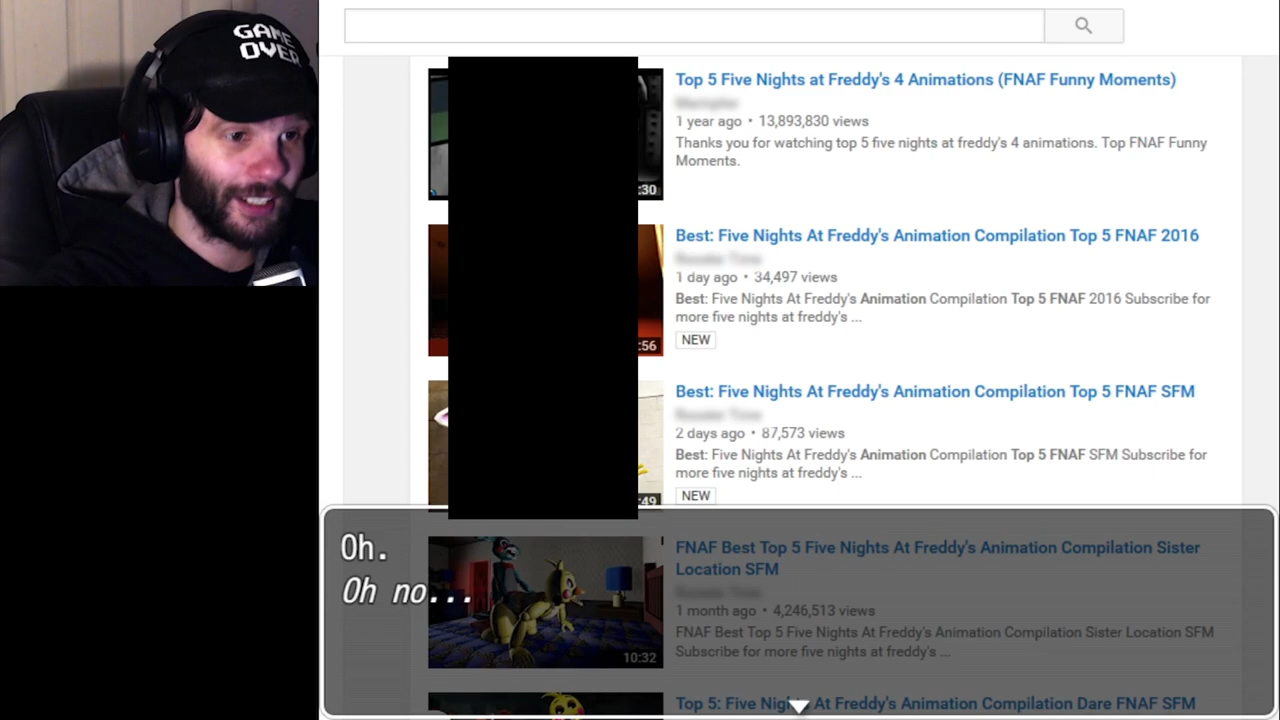 GAME
OVER
Top 5 Five Nights at Freddy's 4 Animations (FNAF Funny Moments)
1 year ago • 13,893,830 views
Thanks you for watching top 5 five nights at freddy's 4 animations. Top FNAF Funny
Moments.
:30
Best: Five Nights At Freddy's Animation Compilation Top 5 FNAF 2016
1 day ago • 34,497 views
Best: Five Nights At Freddy's Animation Compilation Top 5 FNAF 2016 Subscribe for
more five nights at freddy's ...
NEW
:56
Best: Five Nights At Freddy's Animation Compilation Top 5 FNAF SFM
2 days ago • 87,573 views
Best: Five Nights At Freddy's Animation Compilation Top 5 FNAF SFM Subscribe for
more five nights at freddy's ...
NEW
:49
Oh.
Oh no...
FNAF Best Top 5 Five Nights At Freddy's Animation Compilation Sister
Location SFM
1 month ago • 4,246,513 views
FNAF Best Top 5 Five Nights At Freddy's Animation Compilation Sister Location SFM
Subscribe for more five nights at freddy's ...
10:32
Top 5: Five Nights At Freddy's Animation Compilation Dare FNAF SFM